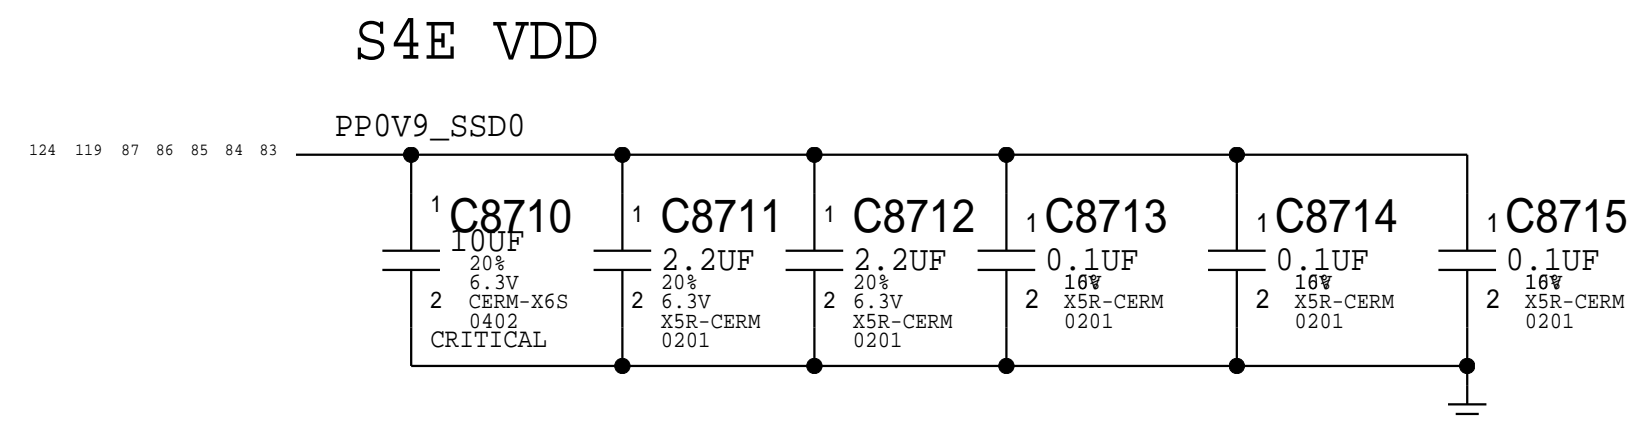 S4E VDD
PP0V9_SSD0
124 119 87 86 85 84 83
1 C8710
10UF
20%
6.3V
2 CERM-X6S
0402
CRITICAL
1 C8711
2.2UF
20%
2 6.3V
X5R-CERM
0201
1 C8712
2.2UF
20%
2 6.3V
X5R-CERM
0201
1 C8713
0.1UF
2 X5R-CERM
0201
1 C8714
0.1UF
2 X5R-CERM
0201
1 C8715
0.1UF
2 X5R-CERM
0201